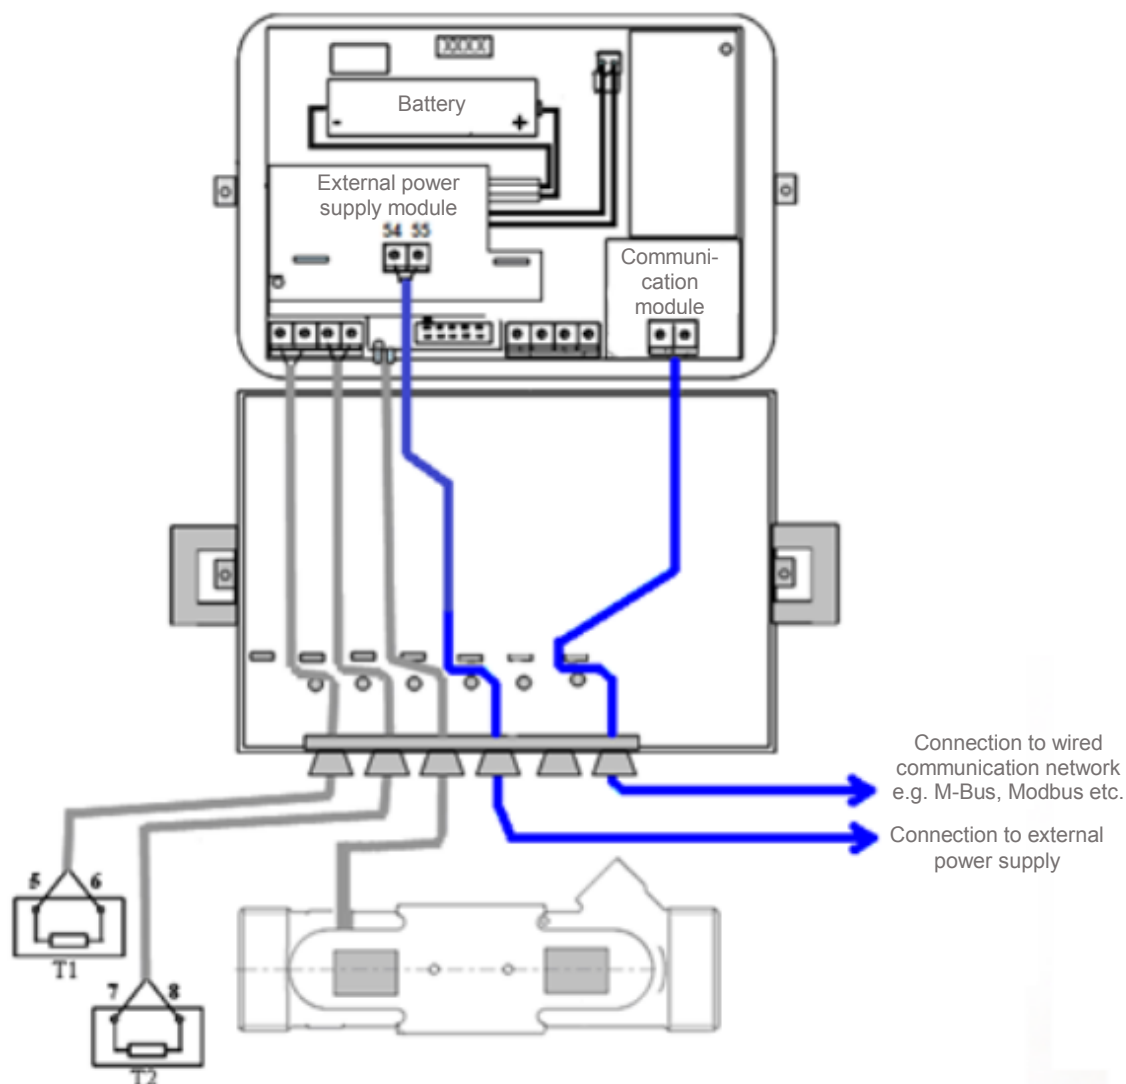 XXXX
Battery
- +
External power
supply module
54 55
Communi-
cation
module
Connection to wired
communication network
e.g. M-Bus, Modbus etc.
Connection to external
power supply
5 6
T1
7 8
T2